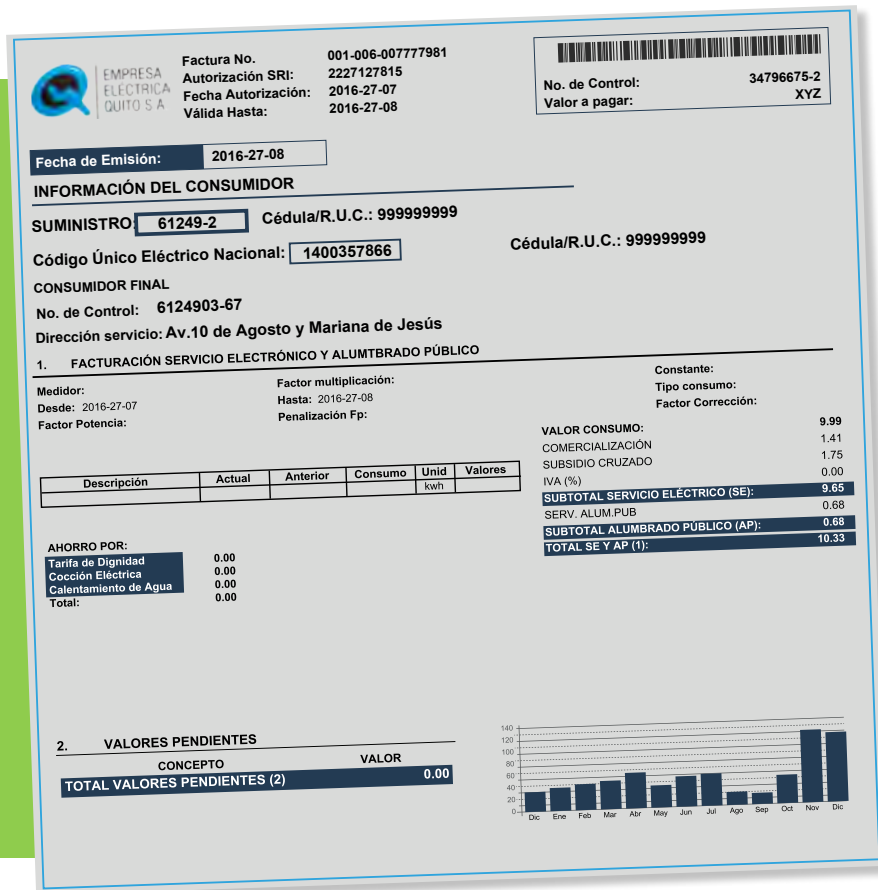 EMPRESA
ELÉCTRICA
QUITO S.A
Factura No. 001-006-007777981
Autorización SRI: 2227127815
Fecha Autorización: 2016-27-07
Válida Hasta: 2016-27-08
No. de Control: 34796675-2
Valor a pagar: XYZ
Fecha de Emisión: 2016-27-08
INFORMACIÓN DEL CONSUMIDOR
SUMINISTRO: 61249-2 Cédula/R.U.C.: 999999999
Código Único Eléctrico Nacional: 1400357866 Cédula/R.U.C.: 999999999
CONSUMIDOR FINAL
No. de Control: 6124903-67
Dirección servicio: Av.10 de Agosto y Mariana de Jesús
1. FACTURACIÓN SERVICIO ELECTRÓNICO Y ALUMTBRADO PÚBLICO
Medidor: Factor multiplicación: Constante:
Desde: 2016-27-07 Hasta: 2016-27-08 Tipo consumo:
Factor Potencia: Penalización Fp: Factor Corrección:
VALOR CONSUMO: 9.99
COMERCIALIZACIÓN 1.41
SUBSIDIO CRUZADO 1.75
IVA (%) 0.00
SUBTOTAL SERVICIO ELÉCTRICO (SE): 9.65
SERV. ALUM.PUB 0.68
SUBTOTAL ALUMBRADO PÚBLICO (AP): 0.68
TOTAL SE Y AP (1): 10.33
Descripción Actual Anterior Consumo Unid Valores
kwh
AHORRO POR:
Tarifa de Dignidad 0.00
Cocción Eléctrica 0.00
Calentamiento de Agua 0.00
Total: 0.00
2. VALORES PENDIENTES
CONCEPTO VALOR
TOTAL VALORES PENDIENTES (2) 0.00
140
120
100
80
60
40
20
0
Dic Ene Feb Mar Abr May Jun Jul Ago Sep Oct Nov Dic